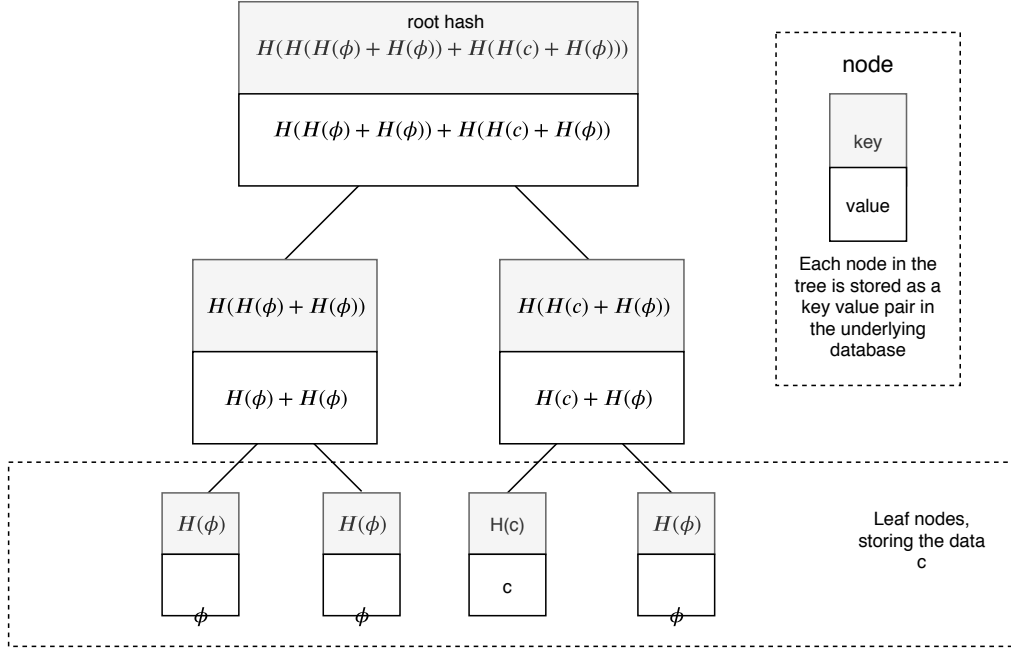 root hash
H(H(H(ϕ) + H(ϕ)) + H(H(c) + H(ϕ)))
H(H(ϕ) + H(ϕ)) + H(H(c) + H(ϕ))
node
key
value
Each node in the
tree is stored as a
key value pair in
the underlying
database
H(H(ϕ) + H(ϕ))
H(H(c) + H(ϕ))
H(ϕ) + H(ϕ)
H(c) + H(ϕ)
H(ϕ)
H(ϕ)
H(c)
H(ϕ)
ϕ
ϕ
c
ϕ
Leaf nodes,
storing the data
c